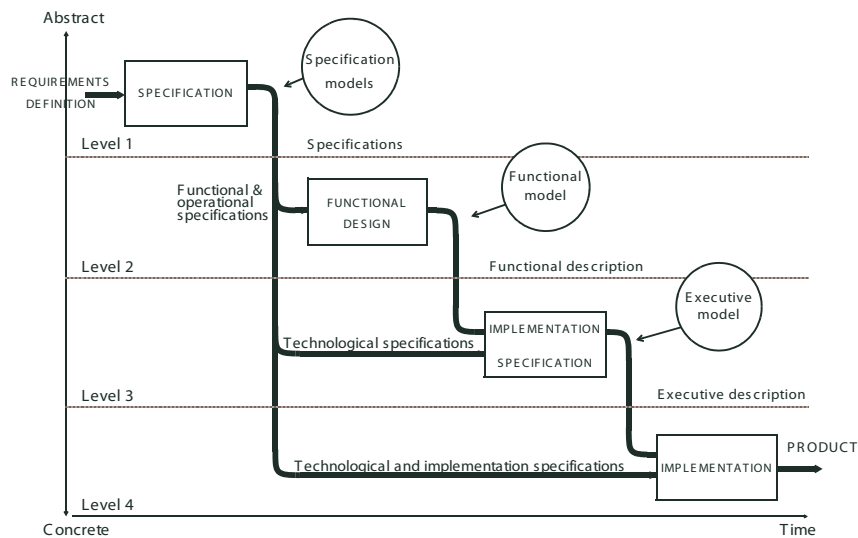 Abstract
REQUIREMENTS
DEFINITION
SPECIFICATION
Specification
models
Level 1
Specifications
Functional &
operational
specifications
FUNCTIONAL
DESIGN
Functional
model
Level 2
Functional description
Executive
model
IMPLEMENTATION
SPECIFICATION
Technological specifications
Level 3
Executive description
PRODUCT
Technological and implementation specifications
IMPLEMENTATION
Level 4
Concrete
Time